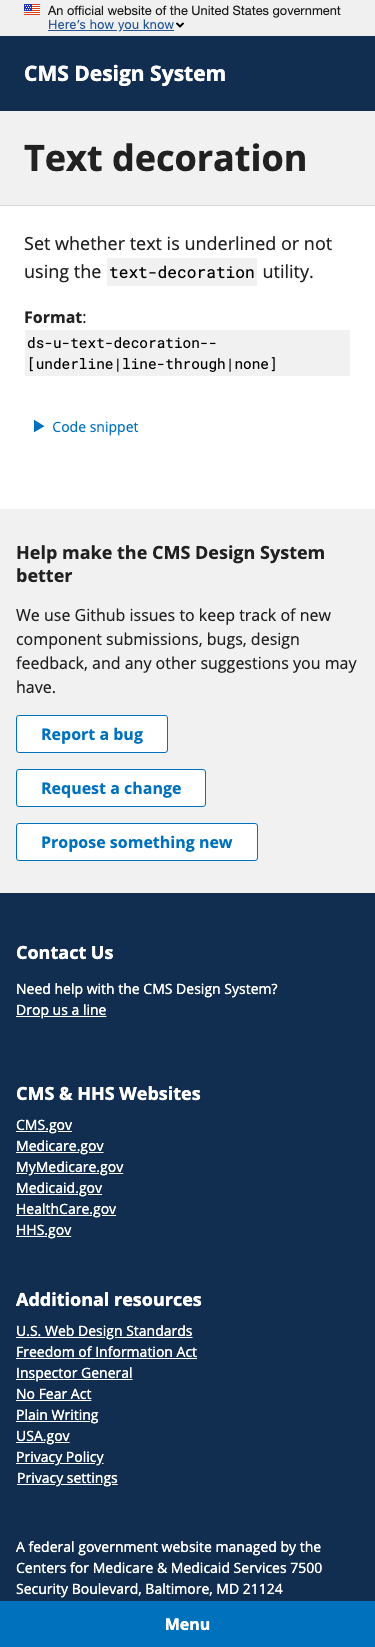 An official website of the United States government
Here's how you know
CMS Design System
Text decoration
Set whether text is underlined or not
using the text-decoration utility.
Format:
ds-u-text-decoration--
[underline|line-through|none]
Code snippet
Help make the CMS Design System
better
We use Github issues to keep track of new
component submissions, bugs, design
feedback, and any other suggestions you may
have.
Report a bug
Request a change
Propose something new
Contact Us
Need help with the CMS Design System?
Drop us a line
CMS & HHS Websites
CMS.gov
Medicare.gov
MyMedicare.gov
Medicaid.gov
HealthCare.gov
HHS.gov
Additional resources
U.S. Web Design Standards
Freedom of Information Act
Inspector General
No Fear Act
Plain Writing
USA.gov
Privacy Policy
Privacy settings
A federal government website managed by the
Centers for Medicare & Medicaid Services 7500
Security Boulevard, Baltimore, MD 21124
Menu